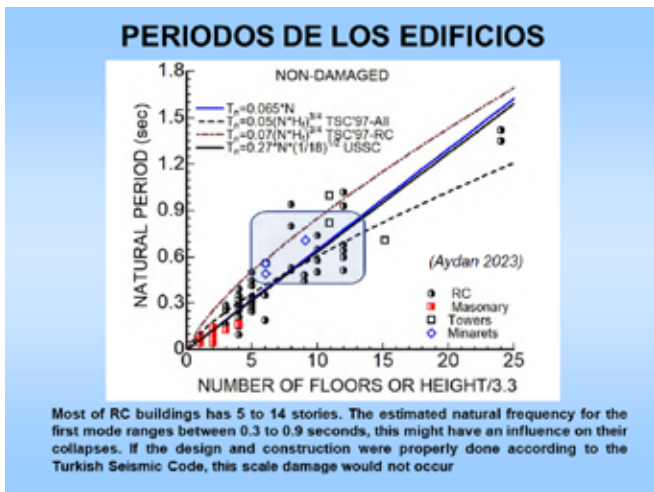 PERIODOS DE LOS EDIFICIOS
NON-DAMAGED
Tn=0.065*N
Tn=0.05(N*Hf)3/4 TSC'97-All
Tn=0.07(N*Hf)3/4 TSC'97-RC
Tn=0.27*N*(1/18)1/2 USSC
NATURAL PERIOD (sec)
1.8
1.5
1.2
0.9
0.6
0.3
0
(Aydan 2023)
RC
Masonary
Towers
Minarets
0 5 10 15 20 25
NUMBER OF FLOORS OR HEIGHT/3.3
Most of RC buildings has 5 to 14 stories. The estimated natural frequency for the
first mode ranges between 0.3 to 0.9 seconds, this might have an influence on their
collapses. If the design and construction were properly done according to the
Turkish Seismic Code, this scale damage would not occur